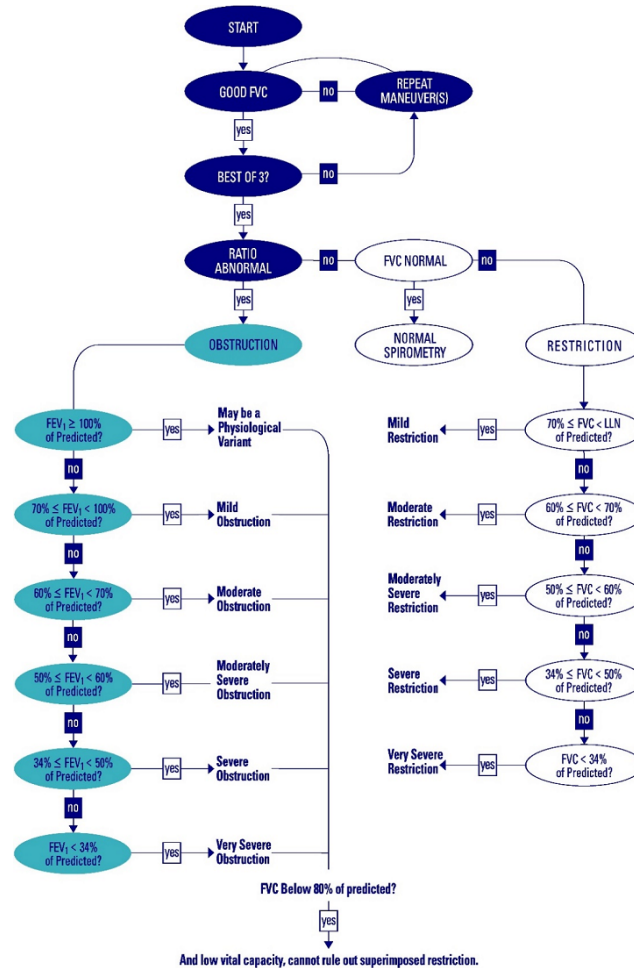 START
GOOD FVC
no
REPEAT
MANEUVER(S)
yes
BEST OF 3?
no
yes
RATIO
ABNORMAL
no
FVC NORMAL
no
yes
yes
OBSTRUCTION
NORMAL
SPIROMETRY
RESTRICTION
FEV₁ ≥ 100%
of Predicted?
yes
May be a
Physiological
Variant
no
70% ≤ FEV₁ < 100%
of Predicted?
yes
Mild
Obstruction
no
60% ≤ FEV₁ < 70%
of Predicted?
yes
Moderate
Obstruction
no
50% ≤ FEV₁ < 60%
of Predicted?
yes
Moderately
Severe
Obstruction
no
34% ≤ FEV₁ < 50%
of Predicted?
yes
Severe
Obstruction
no
FEV₁ < 34%
of Predicted?
yes
Very Severe
Obstruction
Mild
Restriction
yes
70% ≤ FVC < LLN
of Predicted?
no
Moderate
Restriction
yes
60% ≤ FVC < 70%
of Predicted?
no
Moderately
Severe
Restriction
yes
50% ≤ FVC < 60%
of Predicted?
no
Severe
Restriction
yes
34% ≤ FVC < 50%
of Predicted?
no
Very Severe
Restriction
yes
FVC < 34%
of Predicted?
FVC Below 80% of predicted?
yes
And low vital capacity, cannot rule out superimposed restriction.